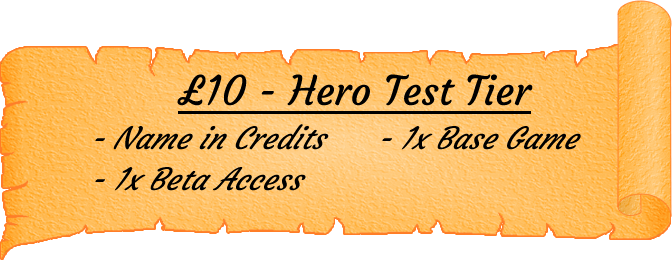 £10 - Hero Test Tier
- Name in Credits - 1x Base Game
- 1x Beta Access